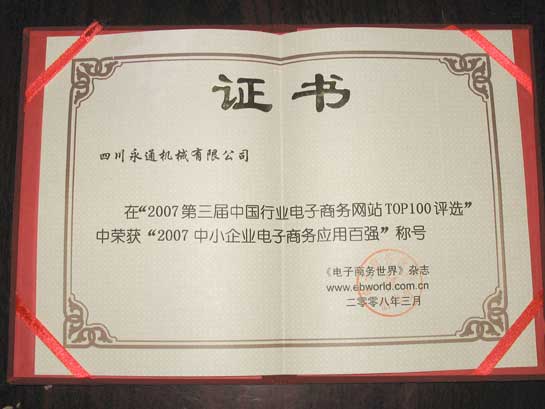 证书
四川永通机械有限公司
在“2007第三届中国行业电子商务网站TOP100评选”
中荣获“2007中小企业电子商务应用百强”称号
《电子商务世界》杂志
www.ebworld.com.cn
二零零八年三月